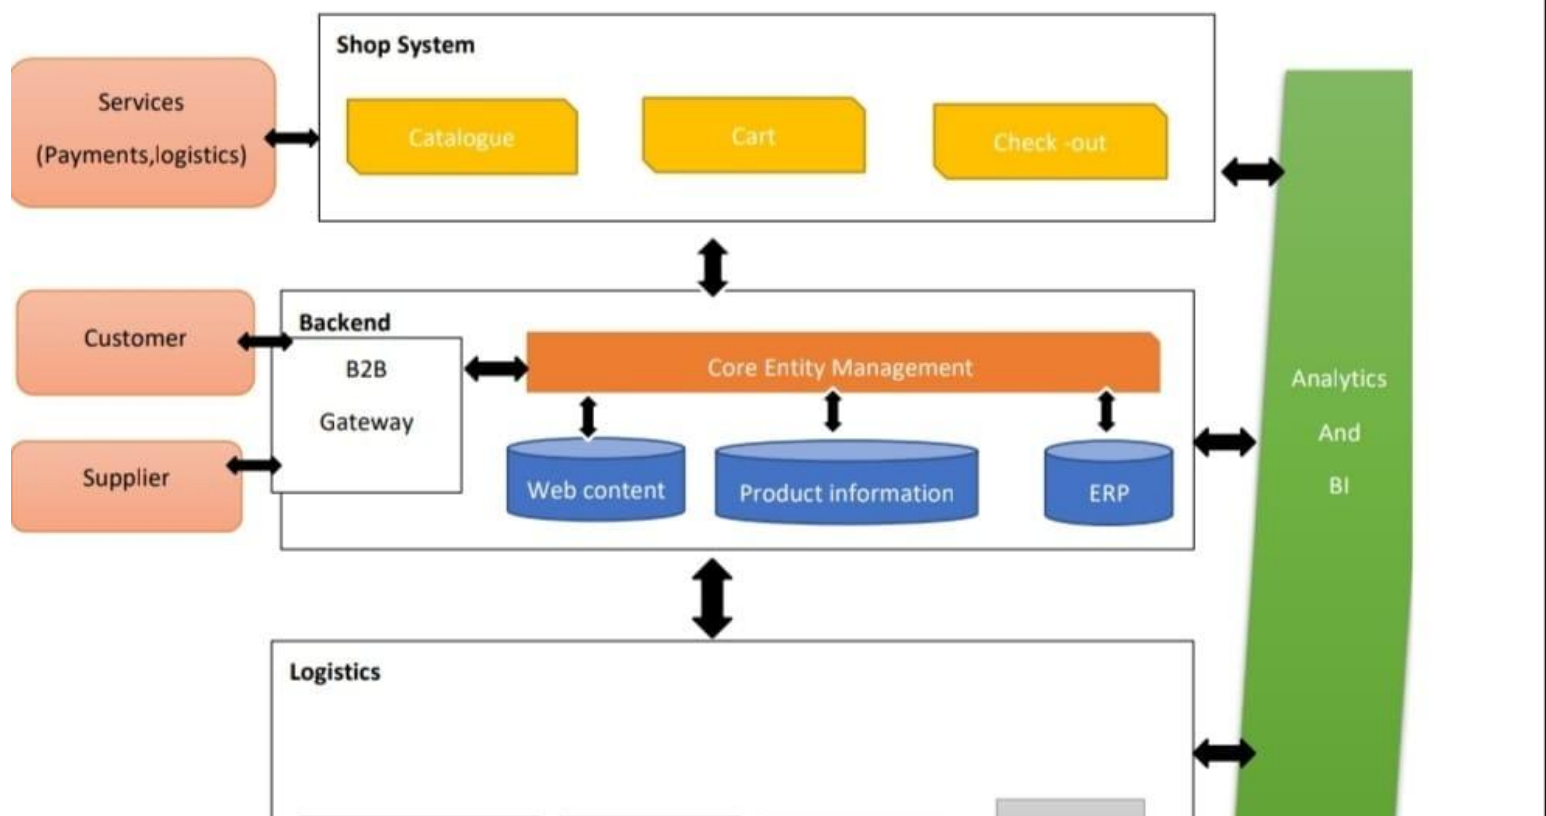 Shop System
Services
(Payments,logistics)
Catalogue
Cart
Check -out
Customer
Backend
B2B
Gateway
Core Entity Management
Supplier
Web content
Product information
ERP
Analytics
And
BI
Logistics